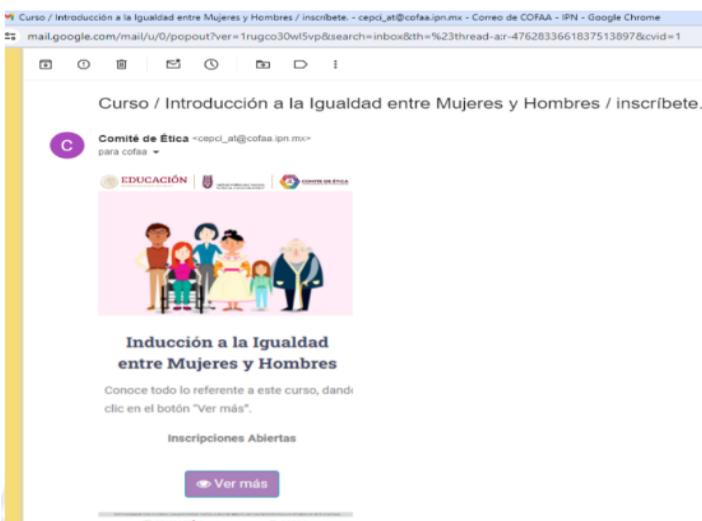 Curso / Introducción a la Igualdad entre Mujeres y Hombres / inscríbete. - cepci_at@cofaa.ipn.mx - Correo de COFAA - IPN - Google Chrome
mail.google.com/mail/u/0/popout?ver=1rugco30wl5vp&search=inbox&th=%23thread-a:r-4762833661837513897&cvid=1
Curso / Introducción a la Igualdad entre Mujeres y Hombres / inscríbete.
C
Comité de Ética <cepci_at@cofaa.ipn.mx>
para cofaa
EDUCACIÓN
COMITÉ DE ÉTICA
Inducción a la Igualdad
entre Mujeres y Hombres
Conoce todo lo referente a este curso, dando
clic en el botón "Ver más".
Inscripciones Abiertas
Ver más